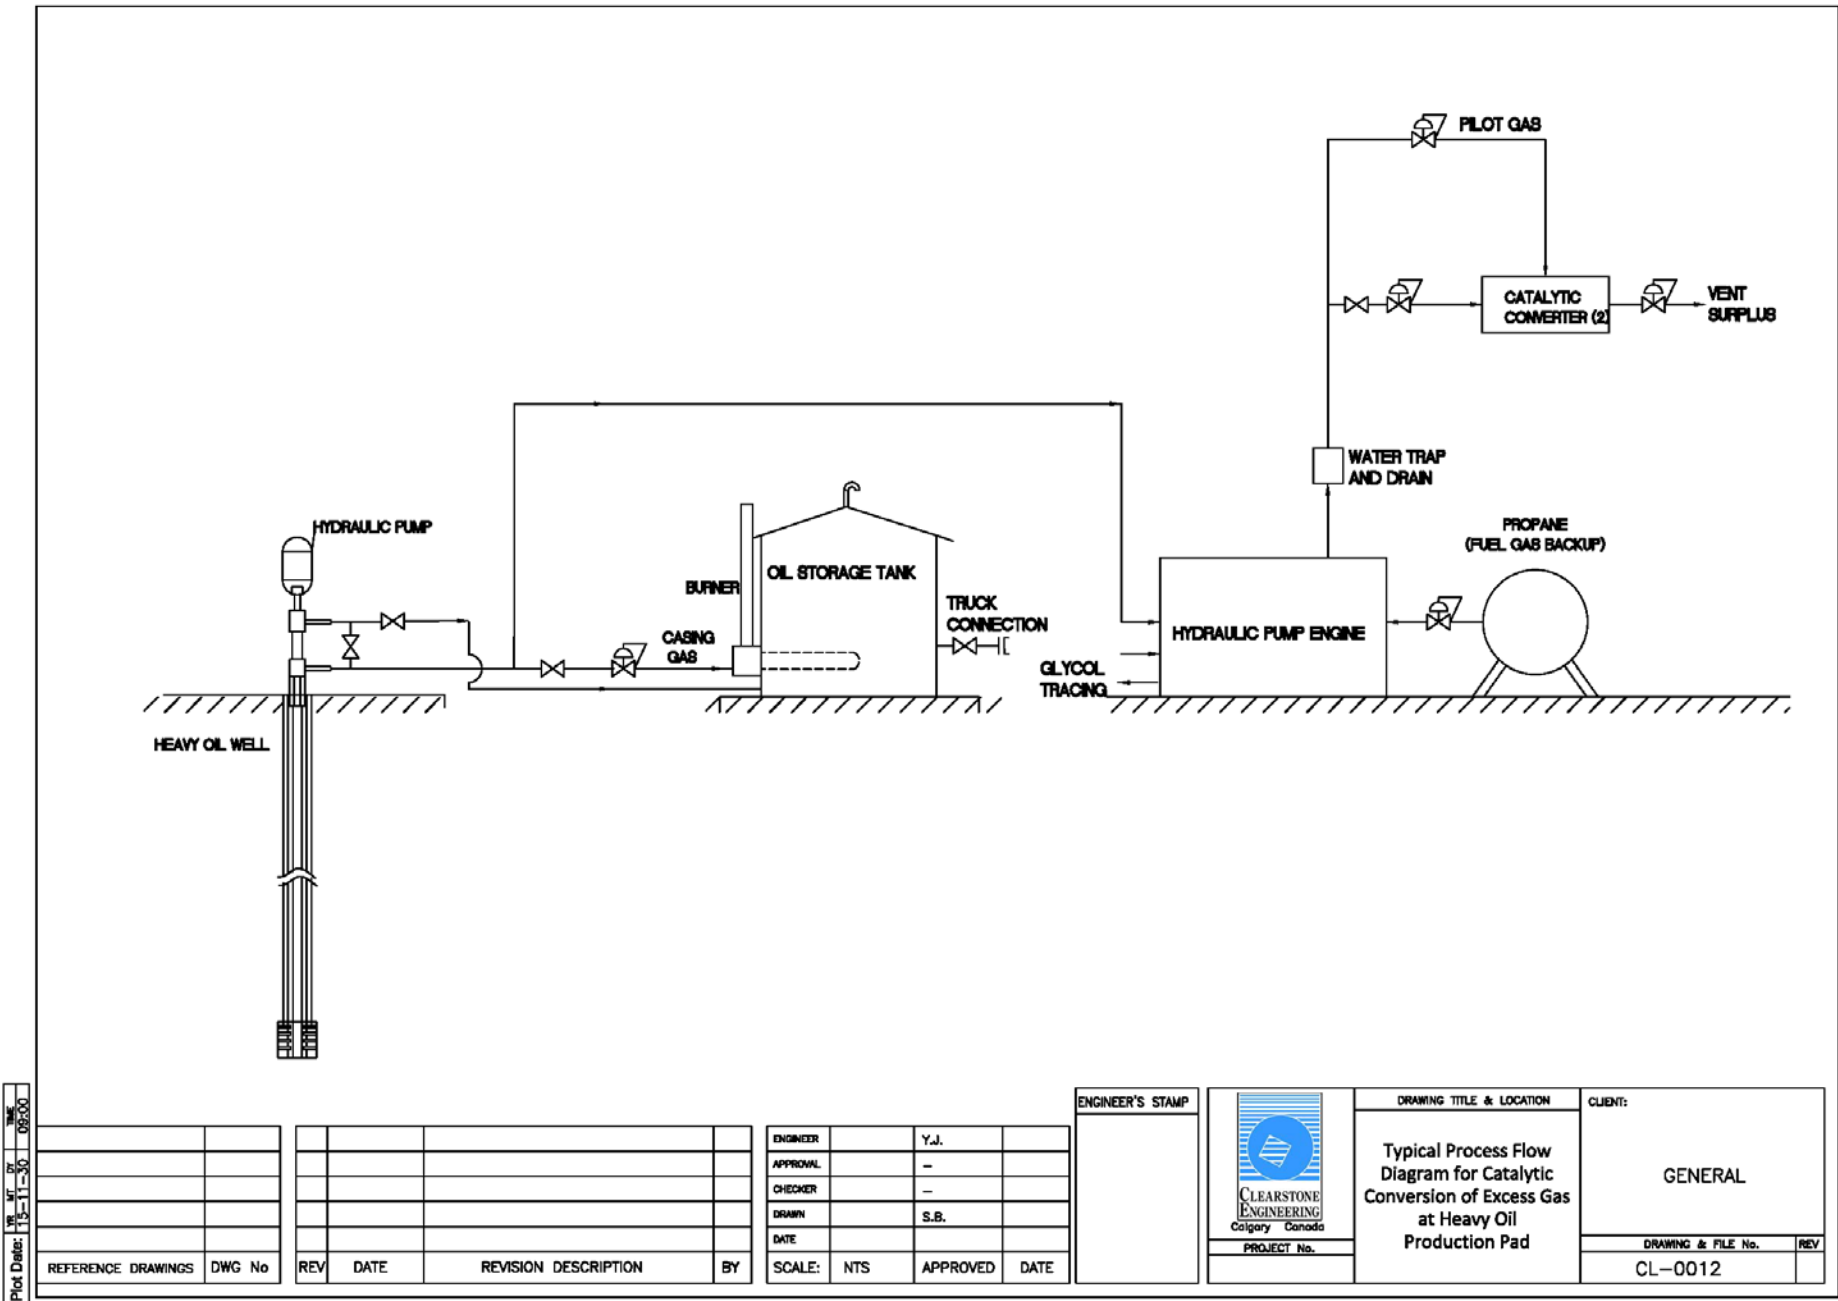 PILOT GAS
CATALYTIC
CONVERTER (2)
VENT
SURPLUS
WATER TRAP
AND DRAIN
HYDRAULIC PUMP
PROPANE
(FUEL GAS BACKUP)
BURNER
OIL STORAGE TANK
TRUCK
CONNECTION
CASING
GAS
HYDRAULIC PUMP ENGINE
GLYCOL
TRACING
HEAVY OIL WELL
Plot Date:
YR MT DY
15-11-30
TIME
09:00
REFERENCE DRAWINGS
DWG No
REV
DATE
REVISION DESCRIPTION
BY
ENGINEER
Y.J.
APPROVAL
–
CHECKER
–
DRAWN
S.B.
DATE
SCALE:
NTS
APPROVED
DATE
ENGINEER'S STAMP
CLEARSTONE
ENGINEERING
Calgary Canada
PROJECT No.
DRAWING TITLE & LOCATION
Typical Process Flow
Diagram for Catalytic
Conversion of Excess Gas
at Heavy Oil
Production Pad
CLIENT:
GENERAL
DRAWING & FILE No.
REV
CL-0012